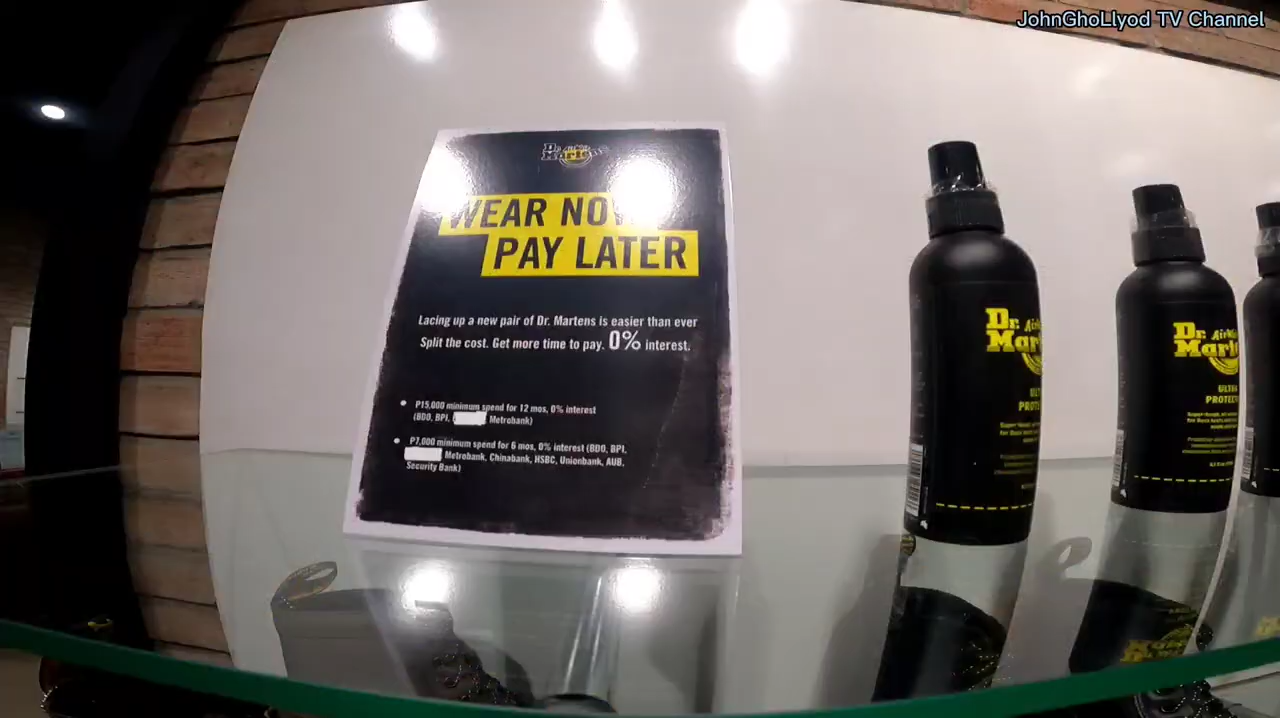 JohnGhoLlyod TV Channel
Dr. AirWair
Martens
WEAR NOW
PAY LATER
Lacing up a new pair of Dr. Martens is easier than ever
Split the cost. Get more time to pay. 0% interest.
P15,000 minimum spend for 12 mos, 0% interest
(BDO, BPI, , Metrobank)
P7,000 minimum spend for 6 mos, 0% interest (BDO, BPI,
Metrobank, Chinabank, HSBC, Unionbank, AUB,
Security Bank)
Dr.
Dr.